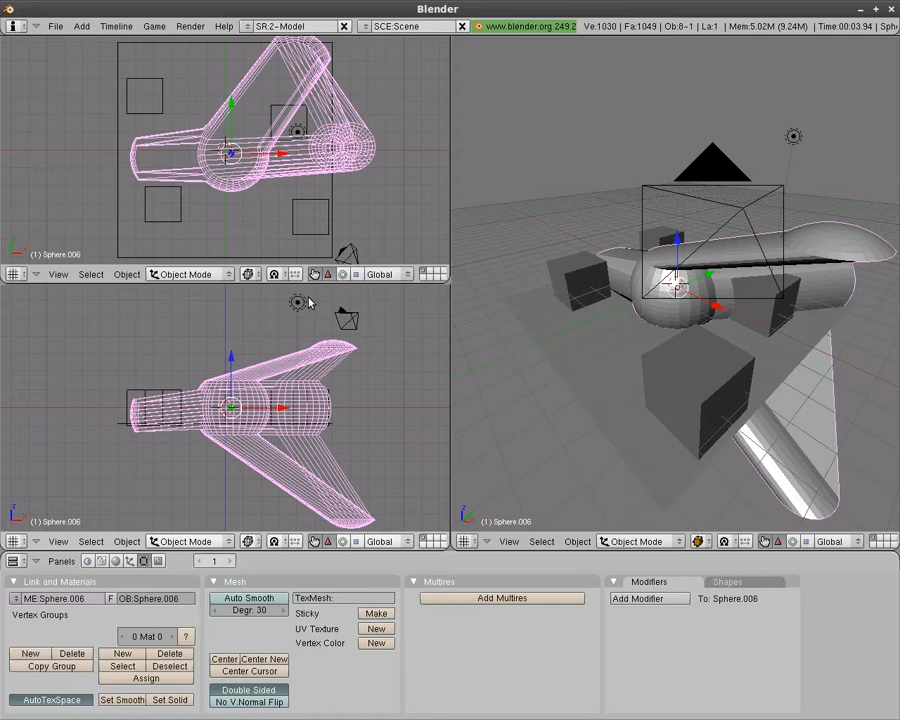 Blender
File Add Timeline Game Render Help SR:2-Model SCE:Scene www.blender.org 249.2 Ve:1030 | Fa:1049 | Ob:8-1 | La:1 | Mem:5.02M (9.24M) | Time:03.94 | Sphe
(1) Sphere.006
View Select Object Object Mode Global
(1) Sphere.006
View Select Object Object Mode Global
(1) Sphere.006
View Select Object Object Mode Global
Panels 1
Link and Materials
ME:Sphere.006 F OB:Sphere.006
Vertex Groups
0 Mat 0 ?
New Delete New Delete
Copy Group Select Deselect
Assign
AutoTexSpace Set Smooth Set Solid
Mesh
Auto Smooth
Degr: 30
TexMesh:
Sticky Make
UV Texture New
Vertex Color New
Center Center New
Center Cursor
Double Sided
No V.Normal Flip
Multires
Add Multires
Modifiers Shapes
Add Modifier To: Sphere.006